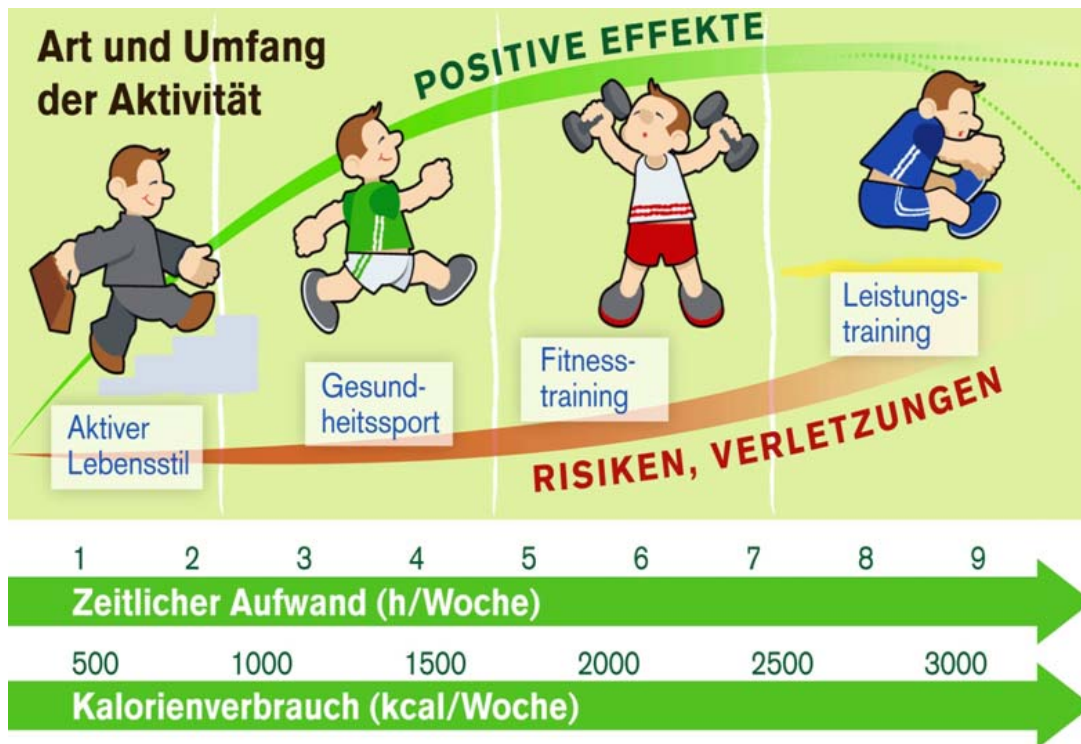 Art und Umfang
der Aktivität
POSITIVE EFFEKTE
Aktiver
Lebensstil
Gesund-
heitssport
Fitness-
training
Leistungs-
training
RISIKEN, VERLETZUNGEN
1 2 3 4 5 6 7 8 9
Zeitlicher Aufwand (h/Woche)
500 1000 1500 2000 2500 3000
Kalorienverbrauch (kcal/Woche)